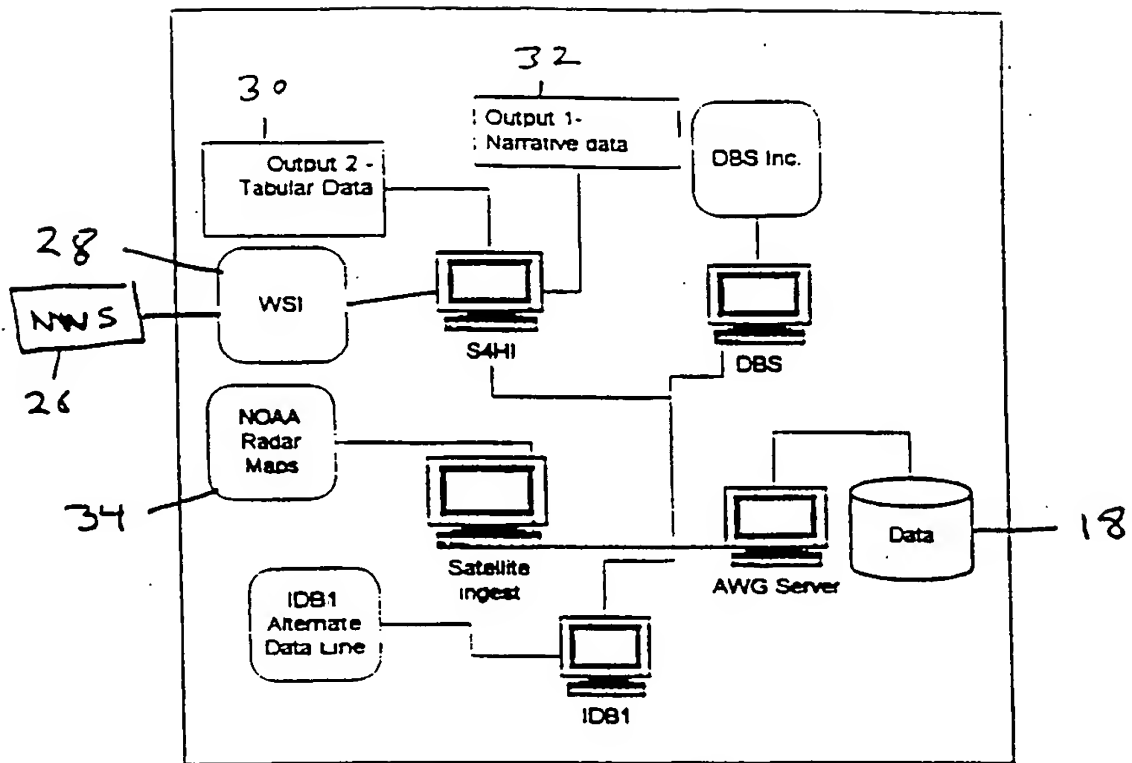 32
30
Output 1-
Narrative data
DBS Inc.
Output 2 -
Tabular Data
28
WSI
NWS
26
S4HI
DBS
NOAA
Radar
Maps
34
Data
18
Satellite
Ingest
AWG Server
IDB1
Alternate
Data Line
IDB1